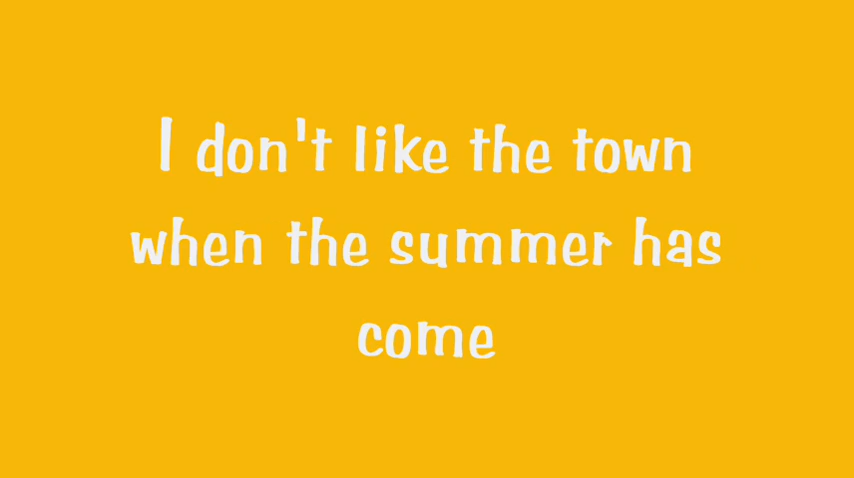 I don't like the town
when the summer has
come